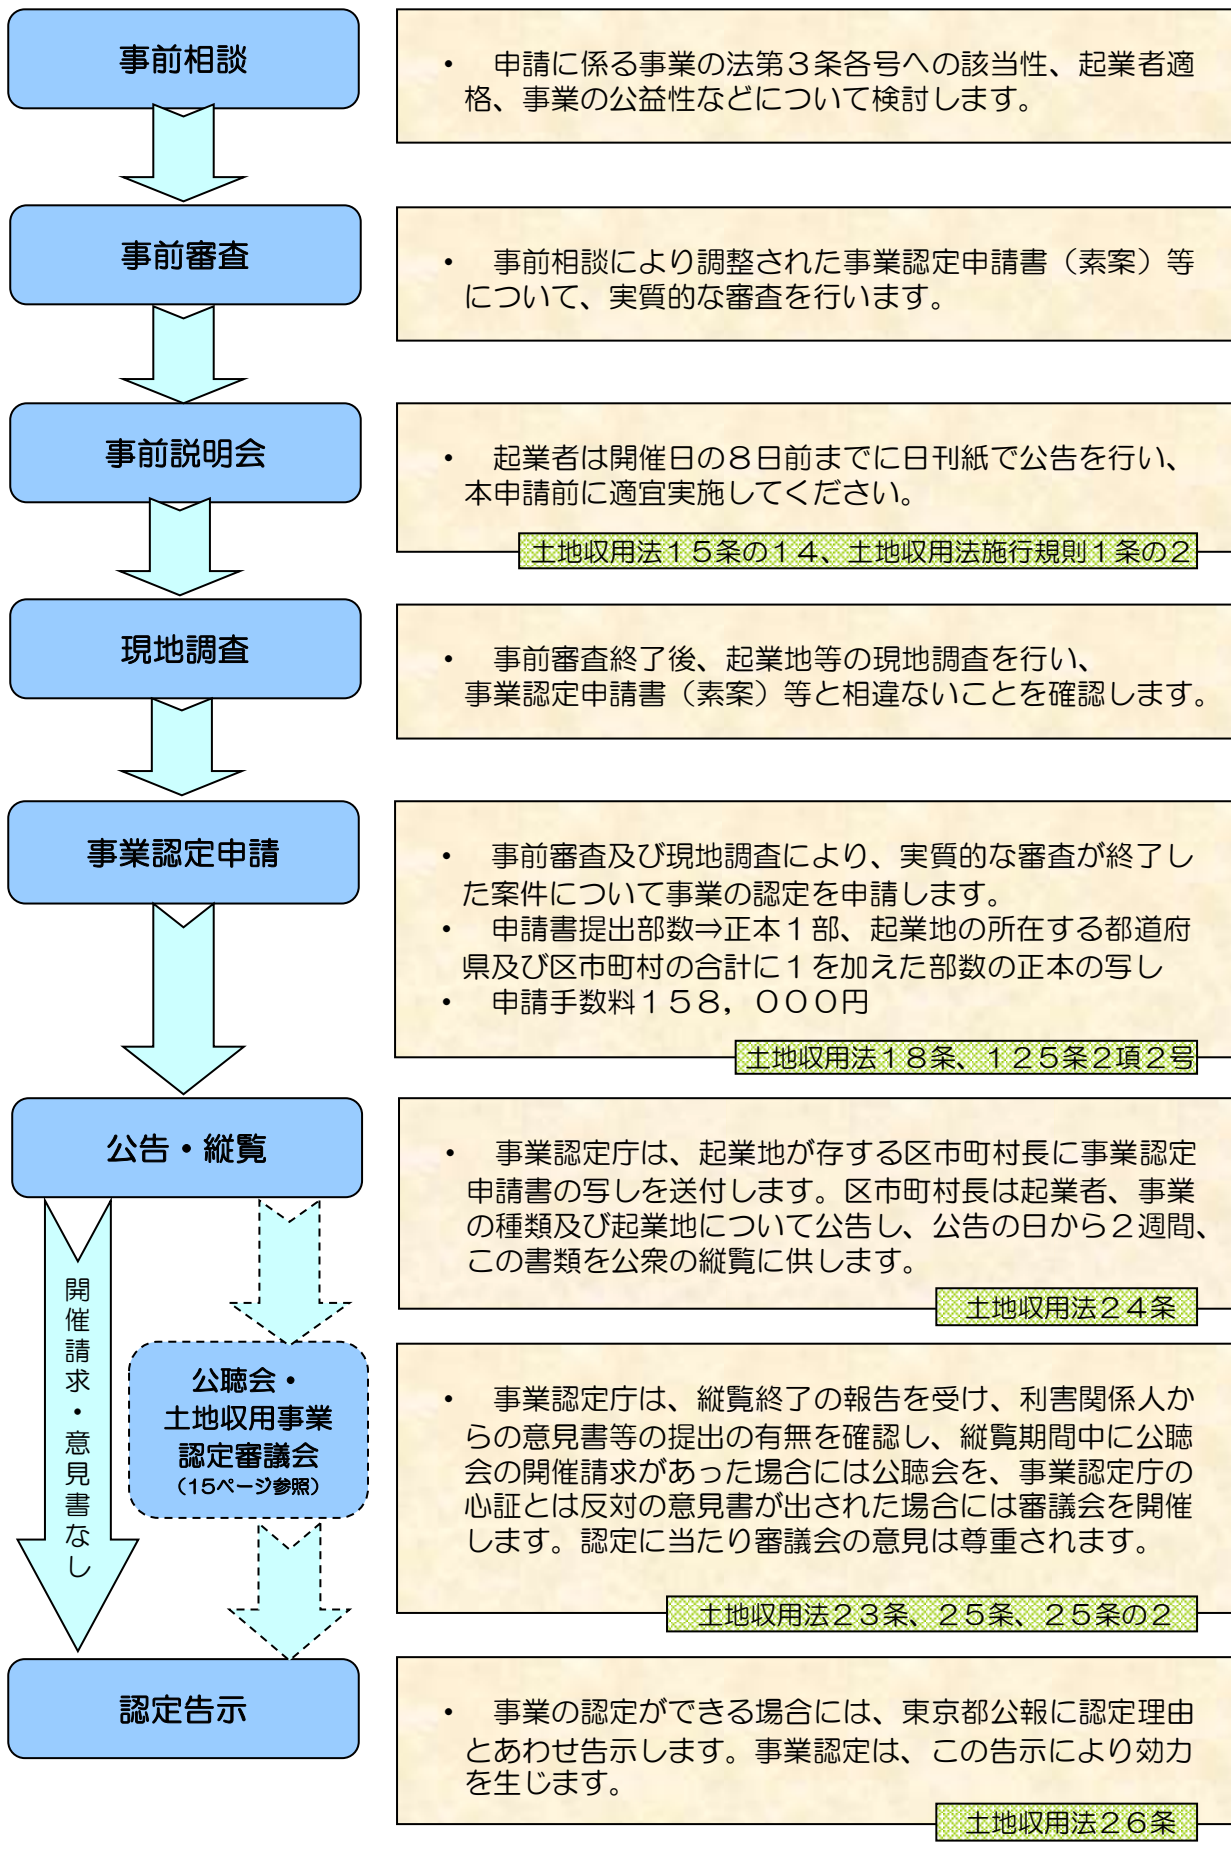 事前相談
・　申請に係る事業の法第３条各号への該当性、起業者適
格、事業の公益性などについて検討します。
事前審査
・　事前相談により調整された事業認定申請書（素案）等
について、実質的な審査を行います。
事前説明会
・　起業者は開催日の８日前までに日刊紙で公告を行い、
本申請前に適宜実施してください。
土地収用法１５条の１４、土地収用法施行規則１条の２
現地調査
・　事前審査終了後、起業地等の現地調査を行い、
事業認定申請書（素案）等と相違ないことを確認します。
事業認定申請
・　事前審査及び現地調査により、実質的な審査が終了し
た案件について事業の認定を申請します。
・　申請書提出部数⇒正本１部、起業地の所在する都道府
県及び区市町村の合計に１を加えた部数の正本の写し
・　申請手数料１５８，０００円
土地収用法１８条、１２５条２項２号
公告・縦覧
・　事業認定庁は、起業地が存する区市町村長に事業認定
申請書の写しを送付します。区市町村長は起業者、事業
の種類及び起業地について公告し、公告の日から２週間、
この書類を公衆の縦覧に供します。
土地収用法２４条
開催請求・意見書なし
公聴会・
土地収用事業
認定審議会
（15ページ参照）
・　事業認定庁は、縦覧終了の報告を受け、利害関係人か
らの意見書等の提出の有無を確認し、縦覧期間中に公聴
会の開催請求があった場合には公聴会を、事業認定庁の
心証とは反対の意見書が出された場合には審議会を開催
します。認定に当たり審議会の意見は尊重されます。
土地収用法２３条、２５条、２５条の２
認定告示
・　事業の認定ができる場合には、東京都公報に認定理由
とあわせ告示します。事業認定は、この告示により効力
を生じます。
土地収用法２６条